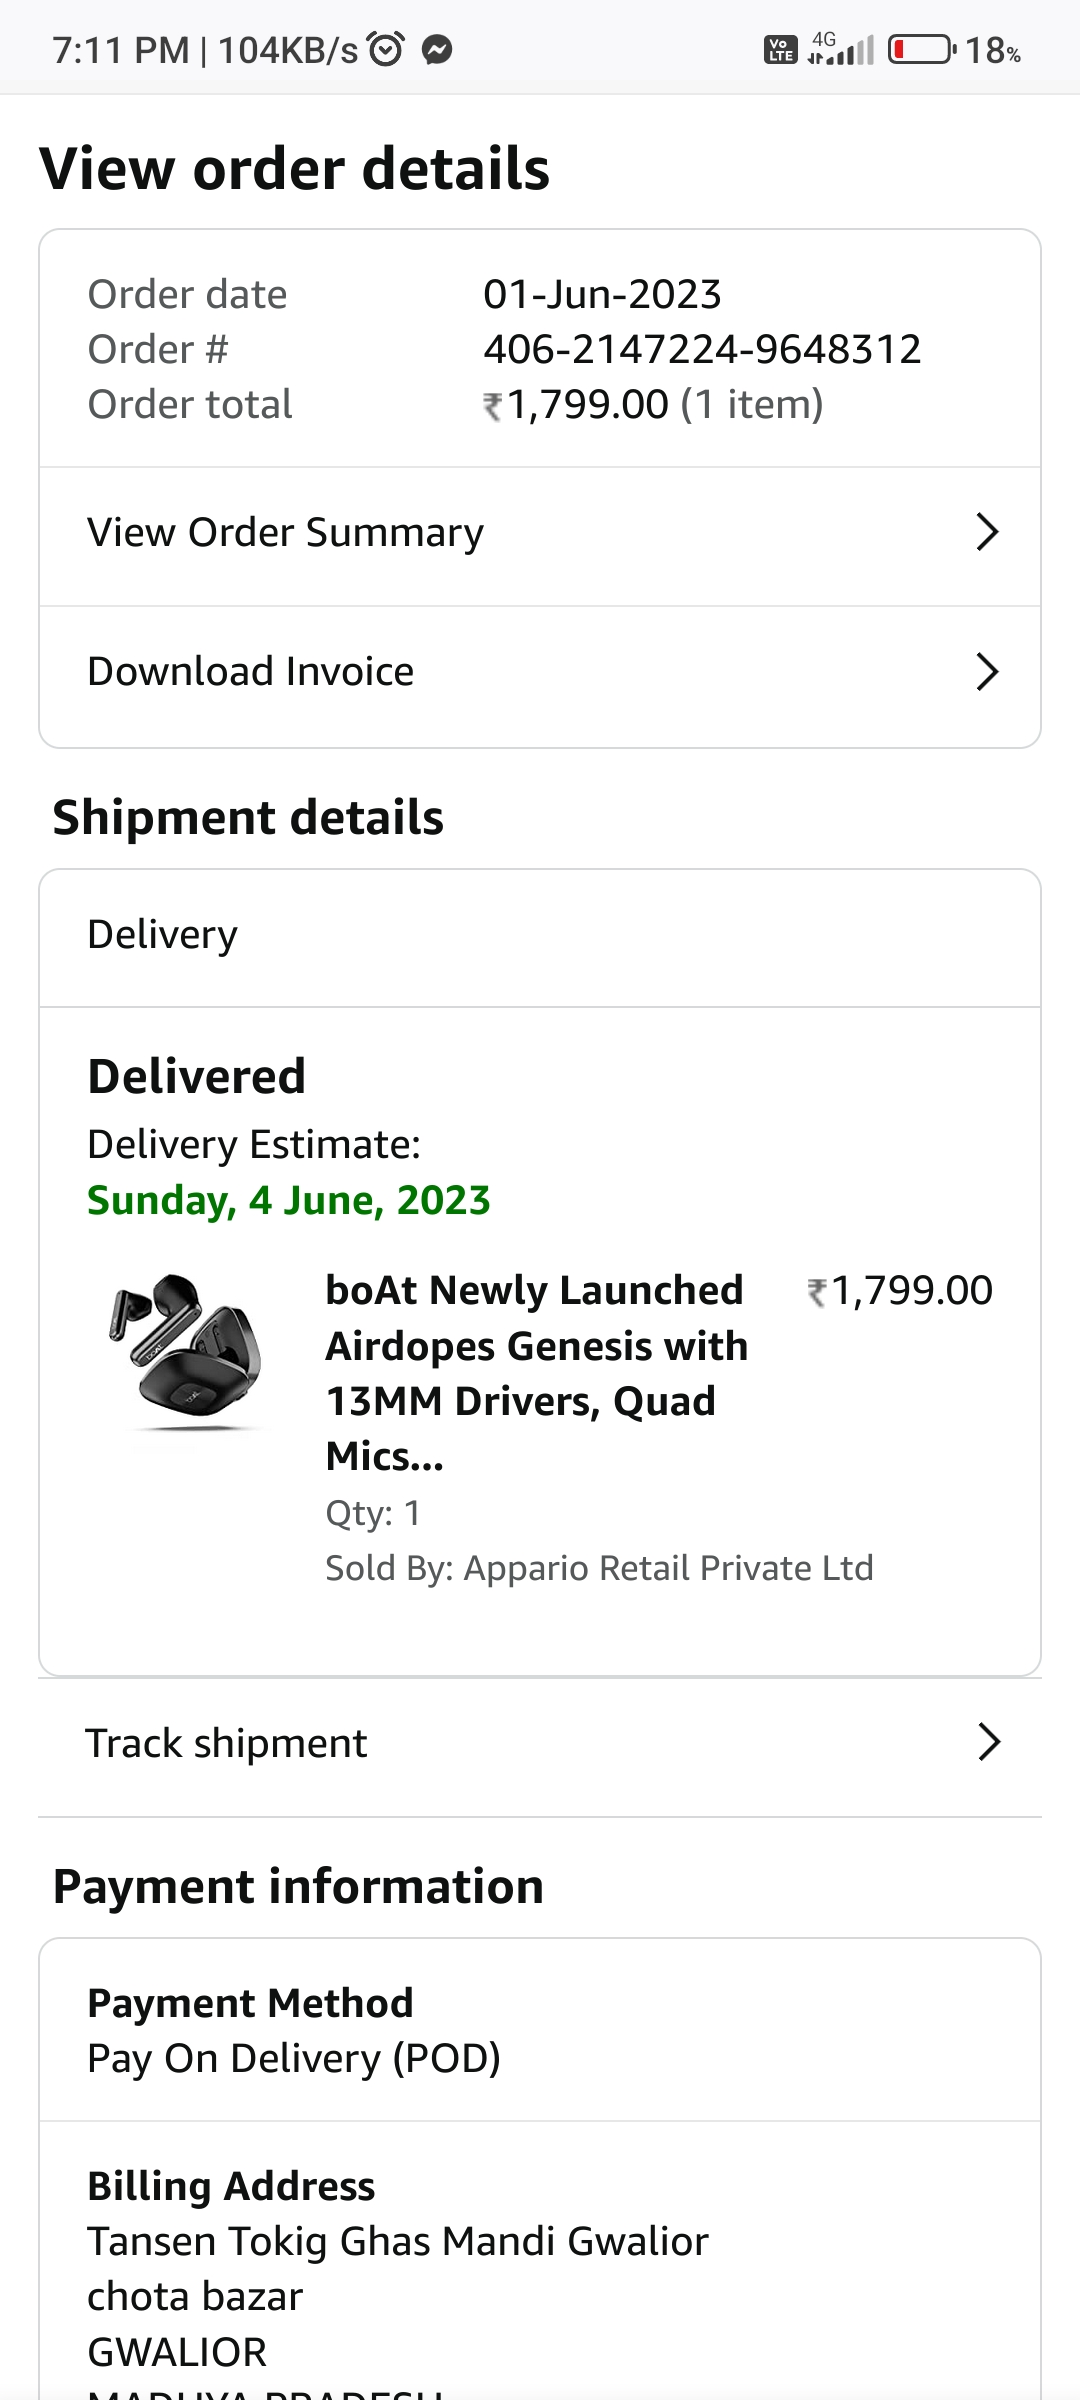 7:11 PM | 104KB/s
Vo LTE 4G 18%
View order details
Order date 01-Jun-2023
Order # 406-2147224-9648312
Order total ₹1,799.00 (1 item)
View Order Summary
Download Invoice
Shipment details
Delivery
Delivered
Delivery Estimate:
Sunday, 4 June, 2023
boAt Newly Launched ₹1,799.00
Airdopes Genesis with
13MM Drivers, Quad
Mics...
Qty: 1
Sold By: Appario Retail Private Ltd
Track shipment
Payment information
Payment Method
Pay On Delivery (POD)
Billing Address
Tansen Tokig Ghas Mandi Gwalior
chota bazar
GWALIOR
MADHYA PRADESH